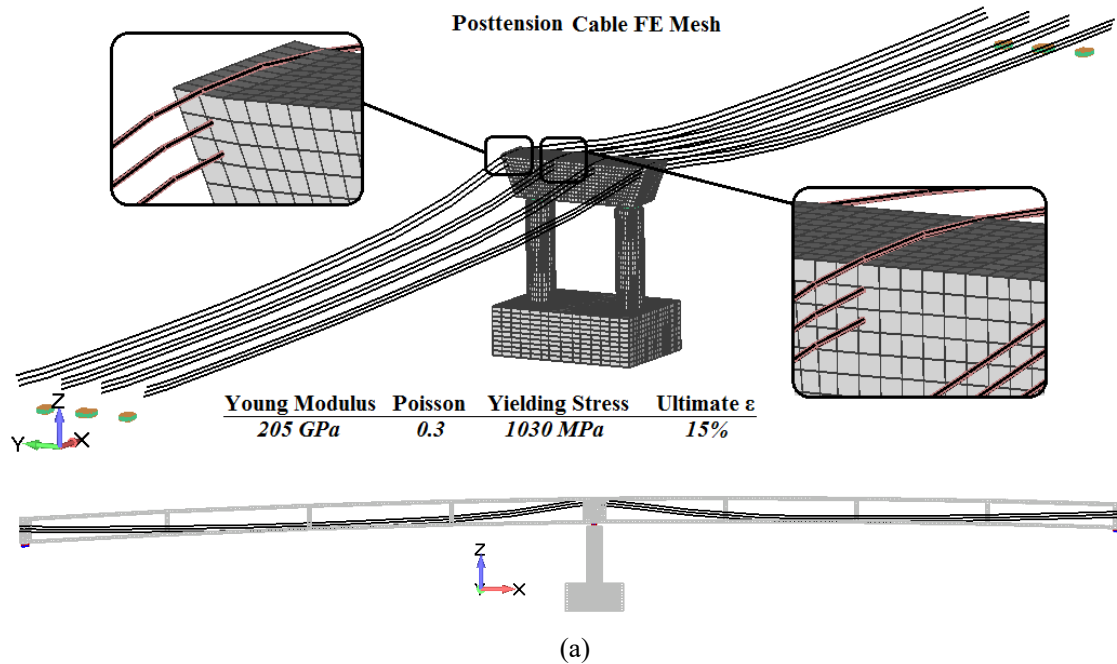 Posttension Cable FE Mesh
Young Modulus Poisson Yielding Stress Ultimate ε
205 GPa 0.3 1030 MPa 15%
Z
Y X
Z
Y X
(a)